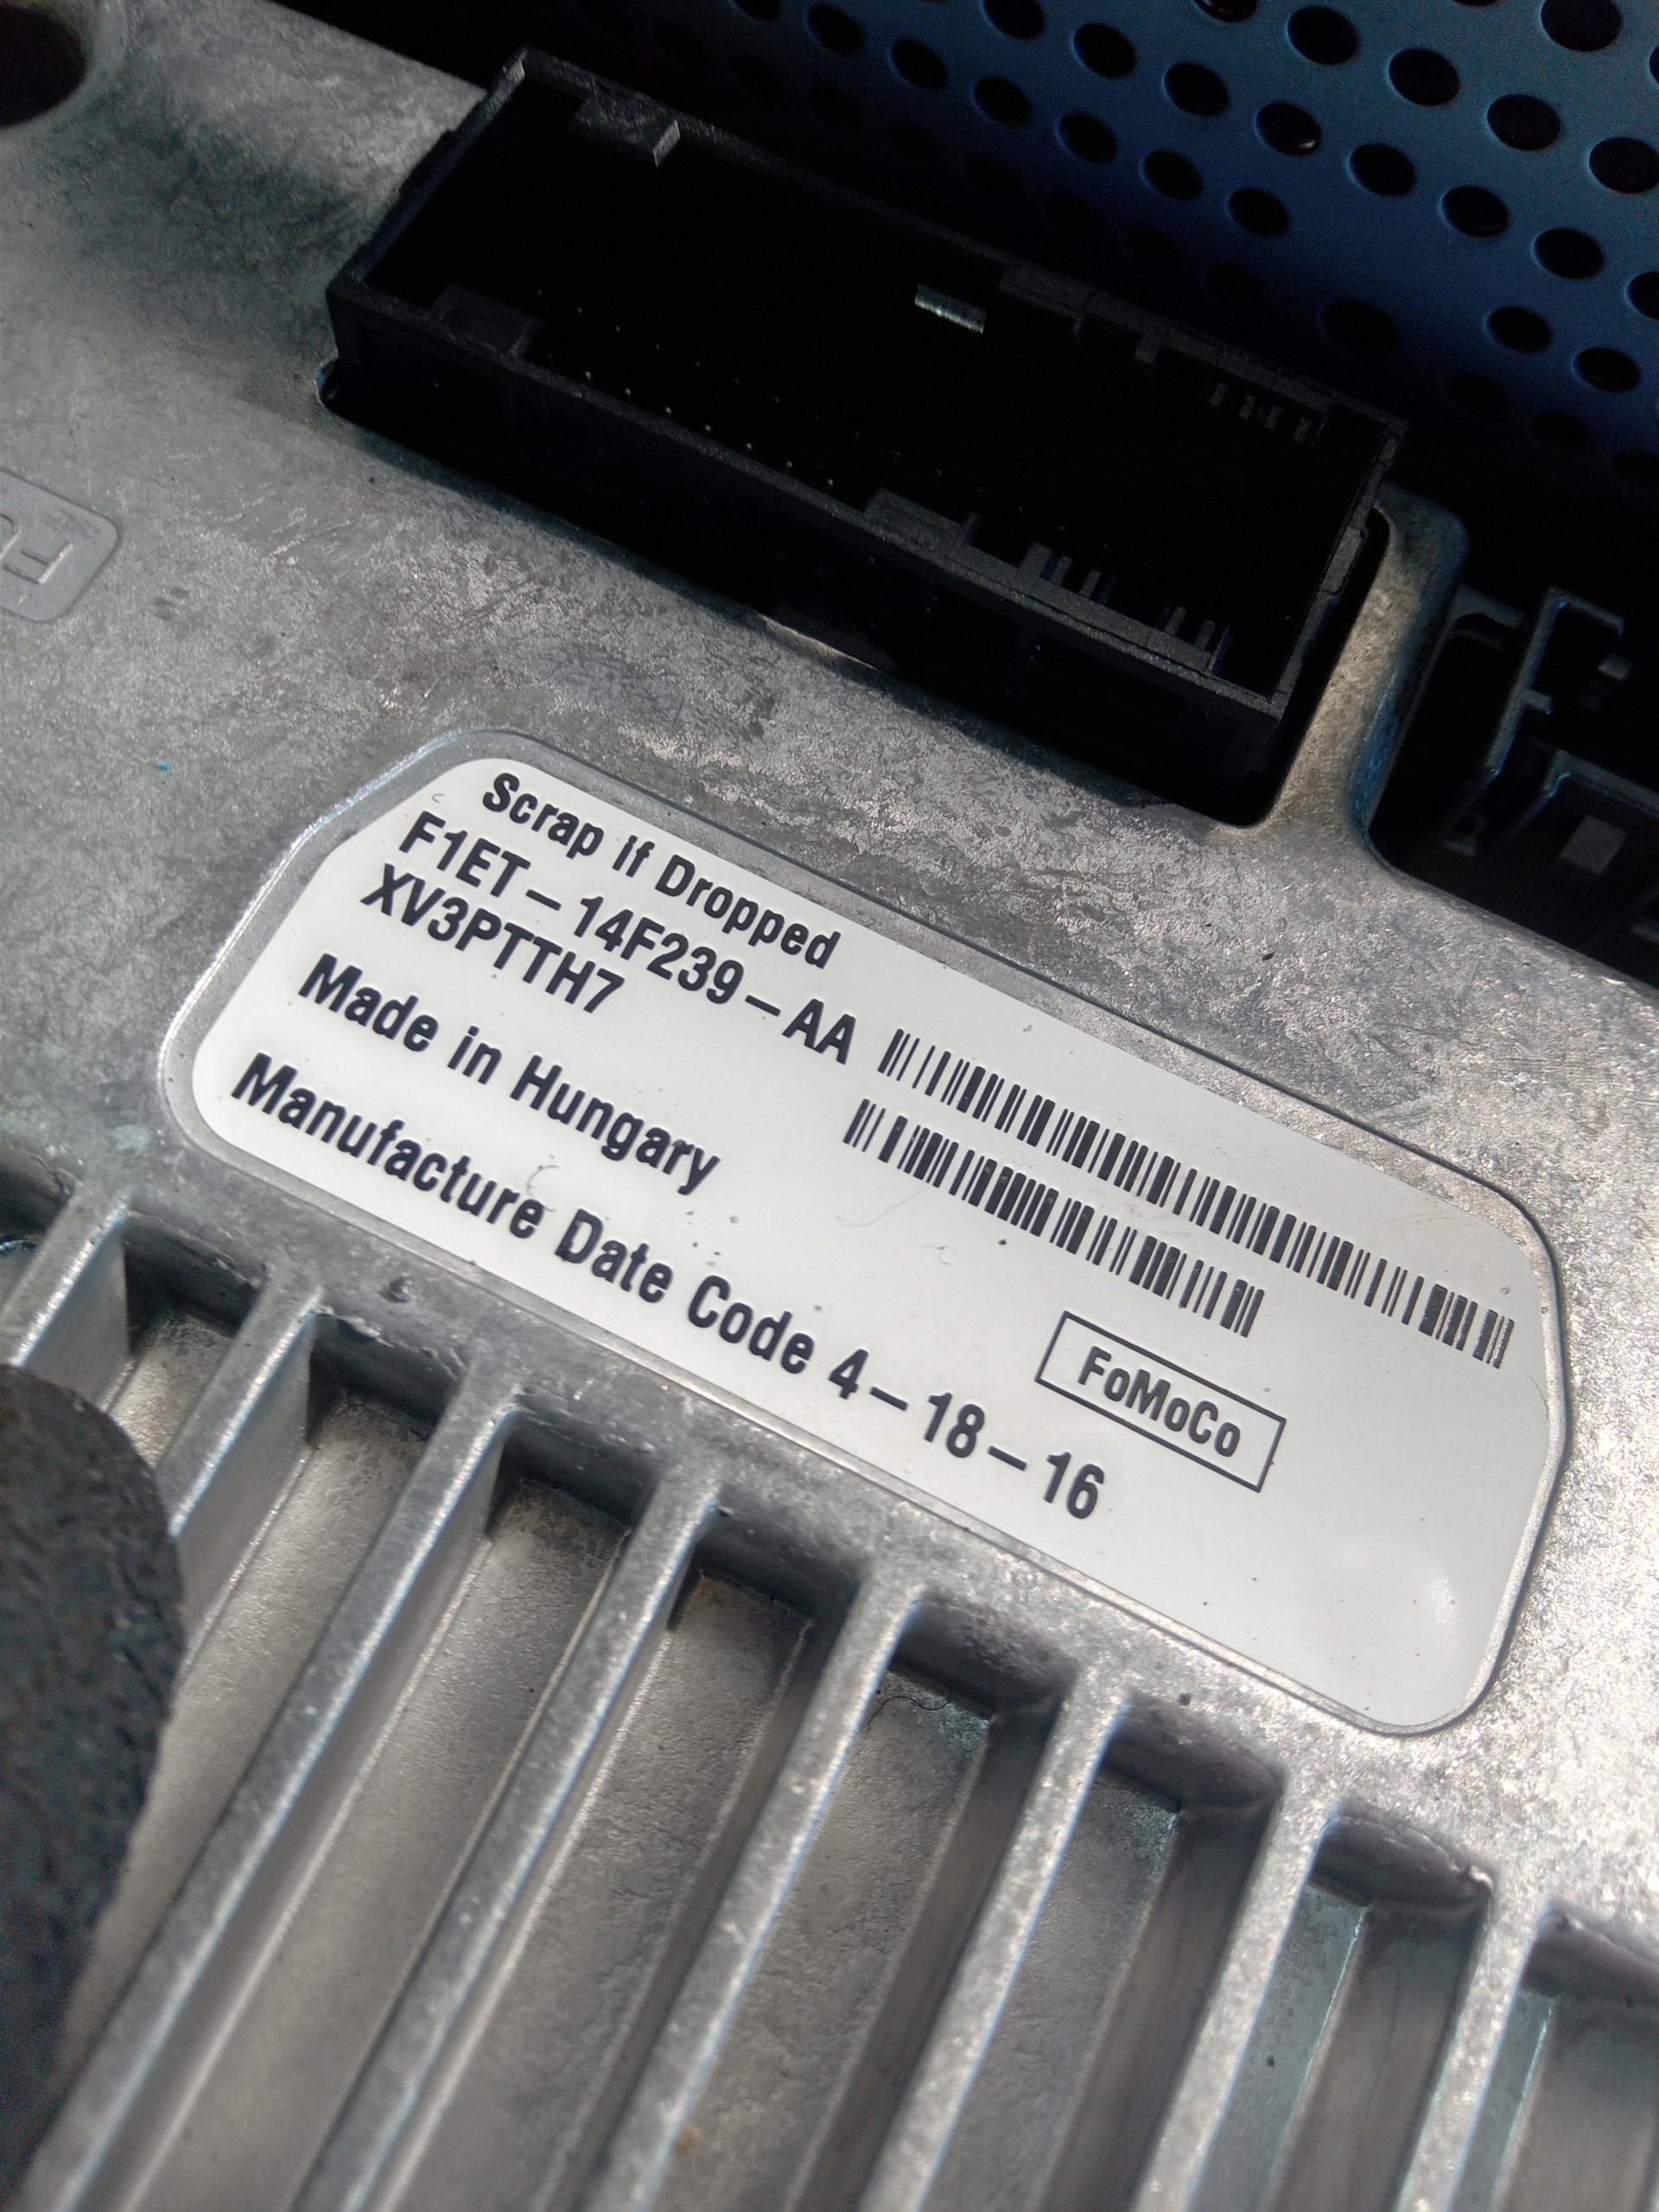 Scrap if Dropped
F1ET-14F239-AA
XV3PTTH7
Made in Hungary
FoMoCo
Manufacture Date Code 4-18-16